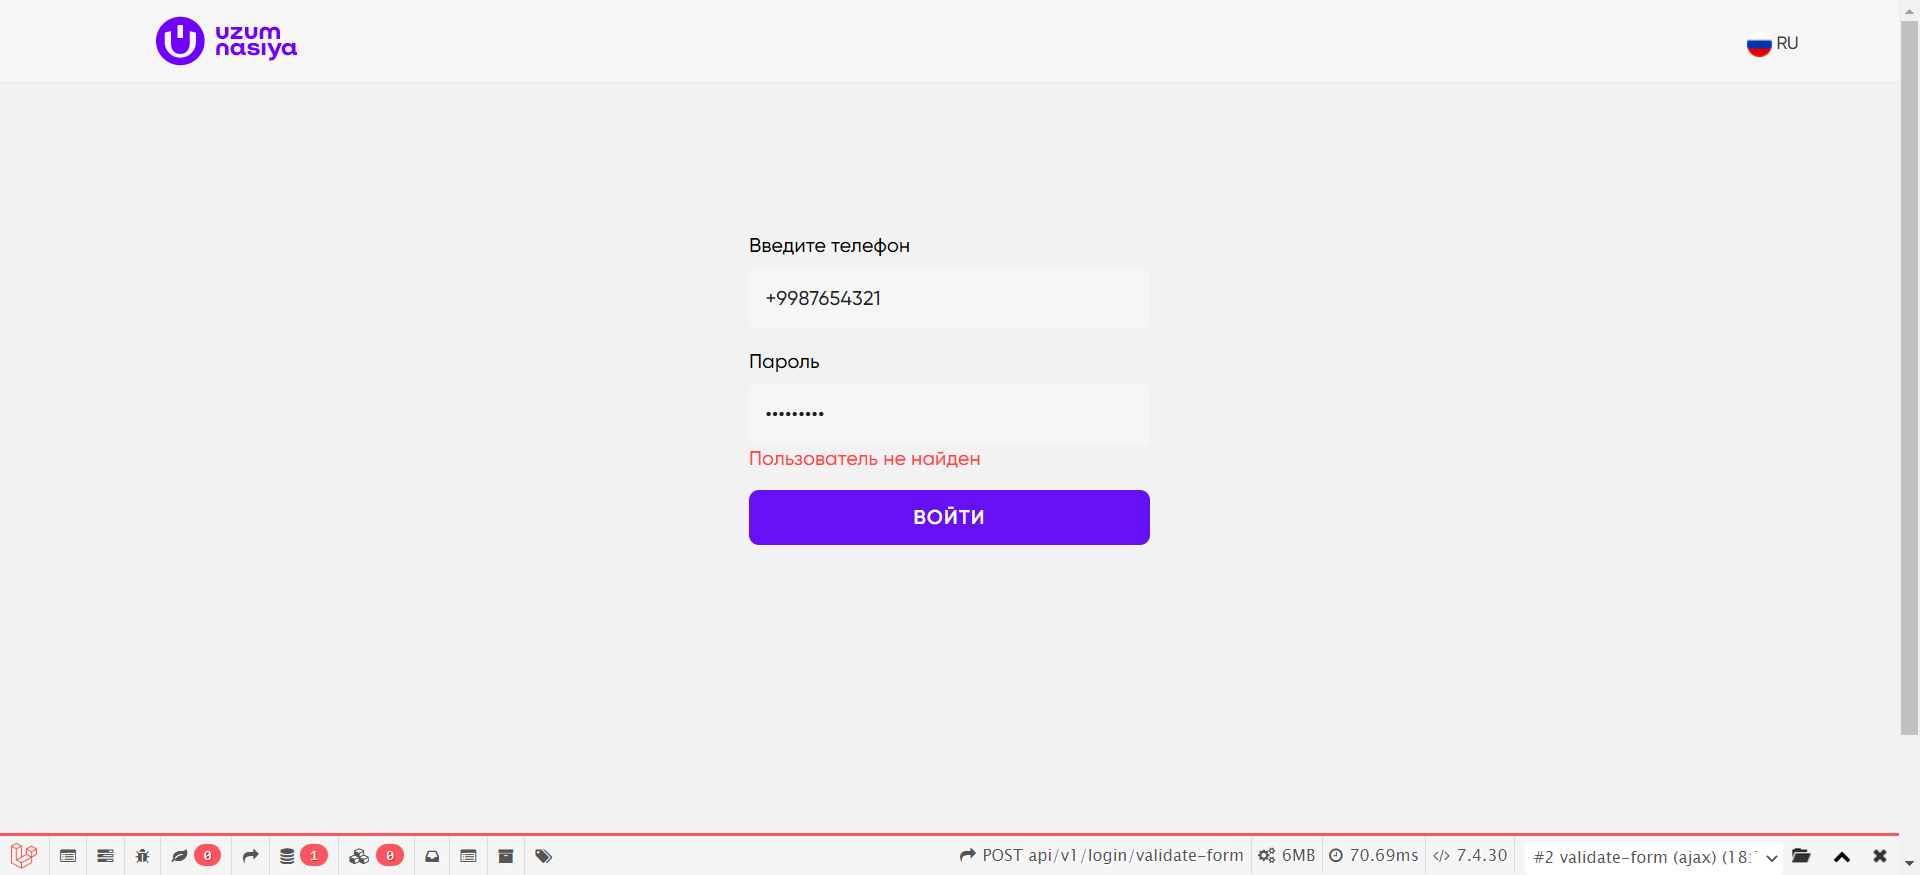 uzum
nasiya
RU
Введите телефон
+9987654321
Пароль
•••••••••
Пользователь не найден
ВОЙТИ
0
1
0
POST api/v1/login/validate-form
6MB
70.69ms
7.4.30
#2 validate-form (ajax) (18: